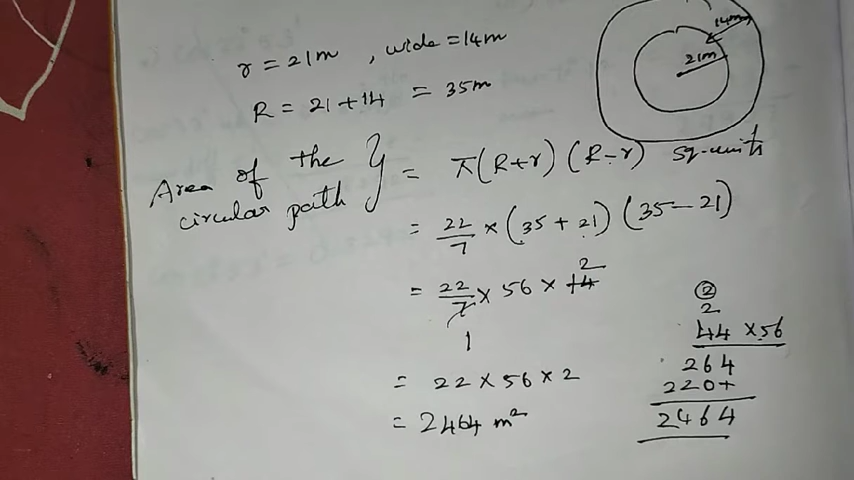 14m
r = 21m , wide = 14m
21m
R = 21 + 14 = 35m
Area of the circular path } = π(R+r) (R-r) sq-units
= 22/7 × (35 + 21) (35 - 21)
= 22/7 × 56 × 14 2
1
= 22 × 56 × 2
= 2464 m²
②
2
44 × 56
264
220+
2464